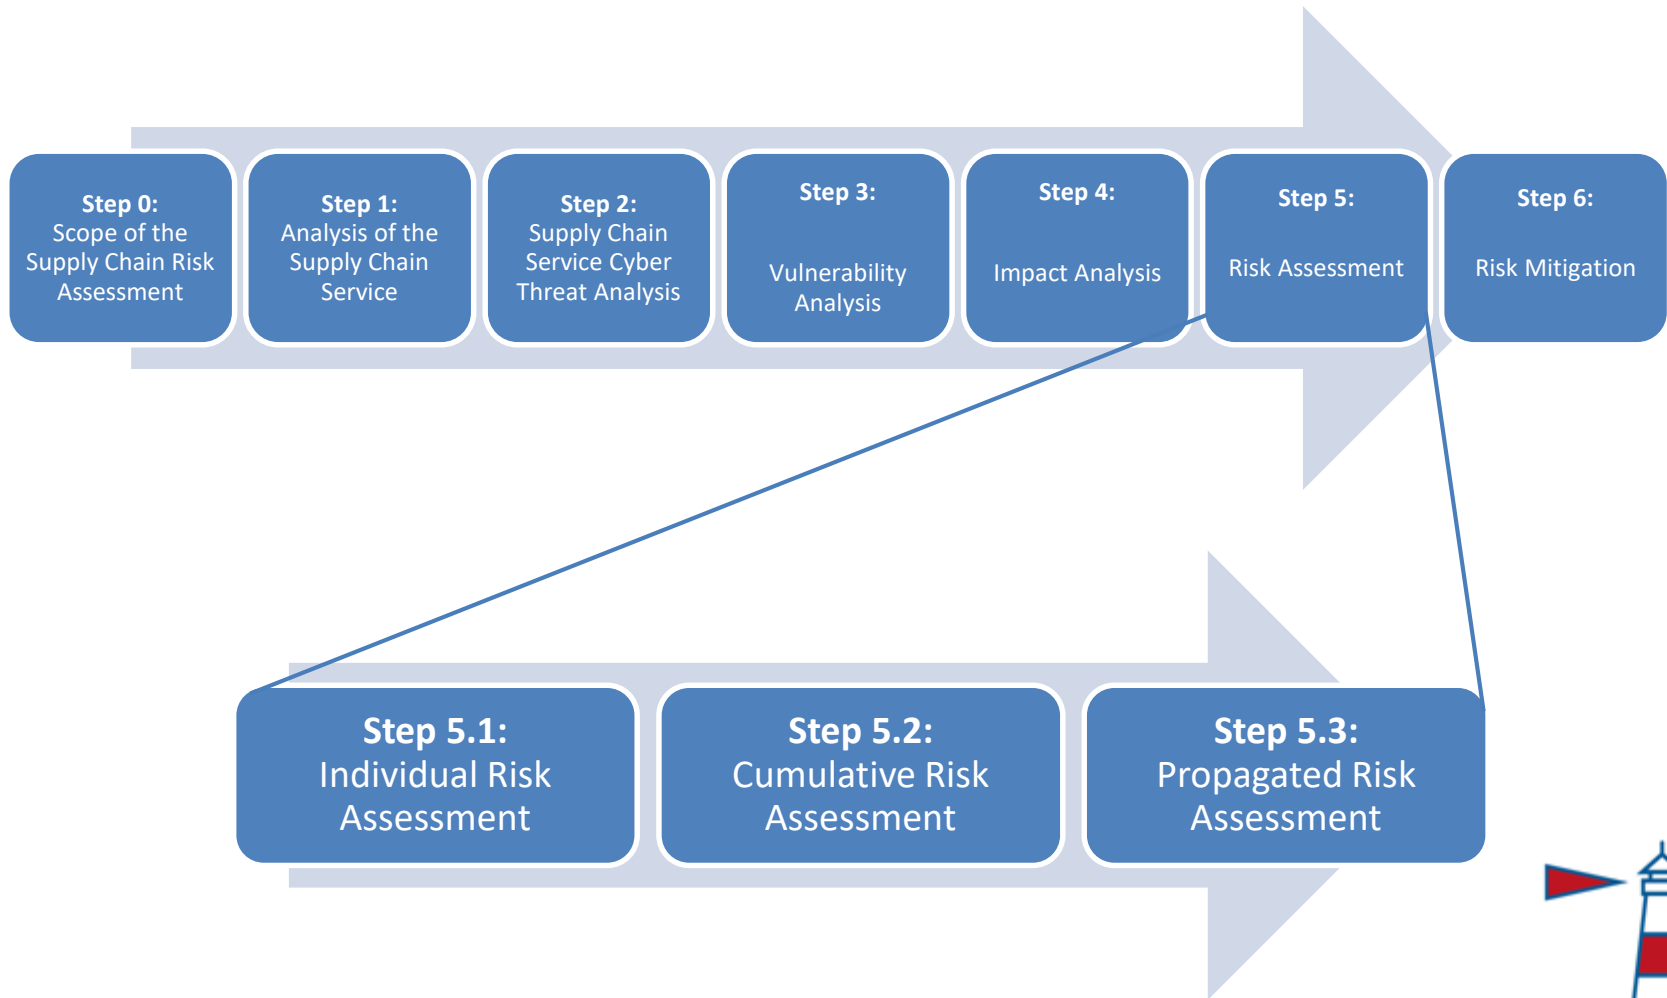 Step 0:
Scope of the
Supply Chain Risk
Assessment
Step 1:
Analysis of the
Supply Chain
Service
Step 2:
Supply Chain
Service Cyber
Threat Analysis
Step 3:
Vulnerability
Analysis
Step 4:
Impact Analysis
Step 5:
Risk Assessment
Step 6:
Risk Mitigation
Step 5.1:
Individual Risk
Assessment
Step 5.2:
Cumulative Risk
Assessment
Step 5.3:
Propagated Risk
Assessment